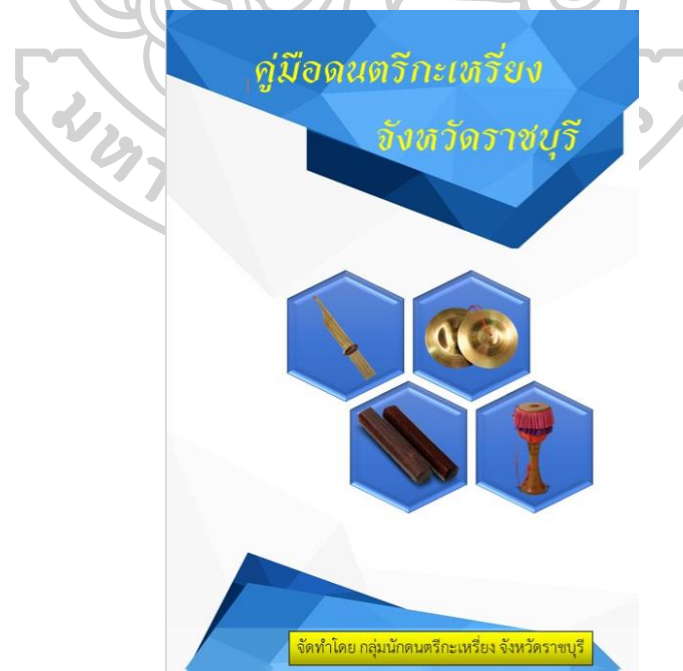 คู่มือดนตรีกะเหรี่ยง
จังหวัดราชบุรี
จัดทำโดย กลุ่มนักดนตรีกะเหรี่ยง จังหวัดราชบุรี